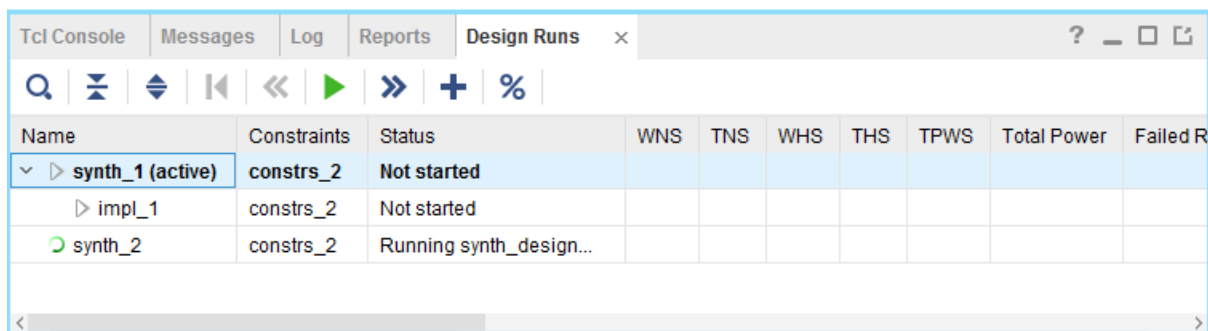 Tcl Console Messages Log Reports Design Runs ×
Name Constraints Status WNS TNS WHS THS TPWS Total Power Failed R
synth_1 (active) constrs_2 Not started
impl_1 constrs_2 Not started
synth_2 constrs_2 Running synth_design...